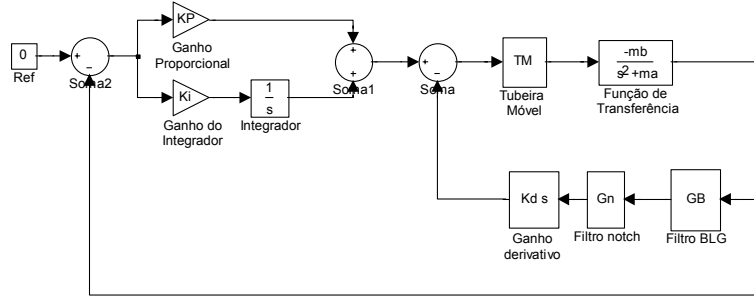 0
Ref
+
−
Soma2
KP
Ganho
Proporcional
Ki
Ganho do
Integrador
1
s
Integrador
+
+
Soma1
+
−
Soma
TM
Tubeira
Móvel
-mb
s2 +ma
Função de
Transferência
Kd s
Ganho
derivativo
Gn
Filtro notch
GB
Filtro BLG